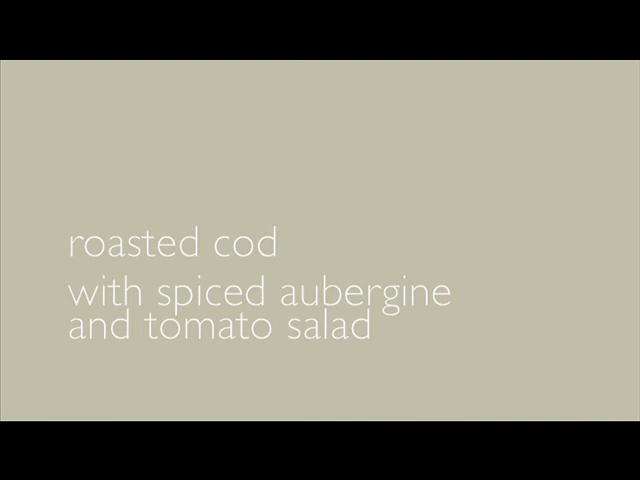 roasted cod
with spiced aubergine
and tomato salad